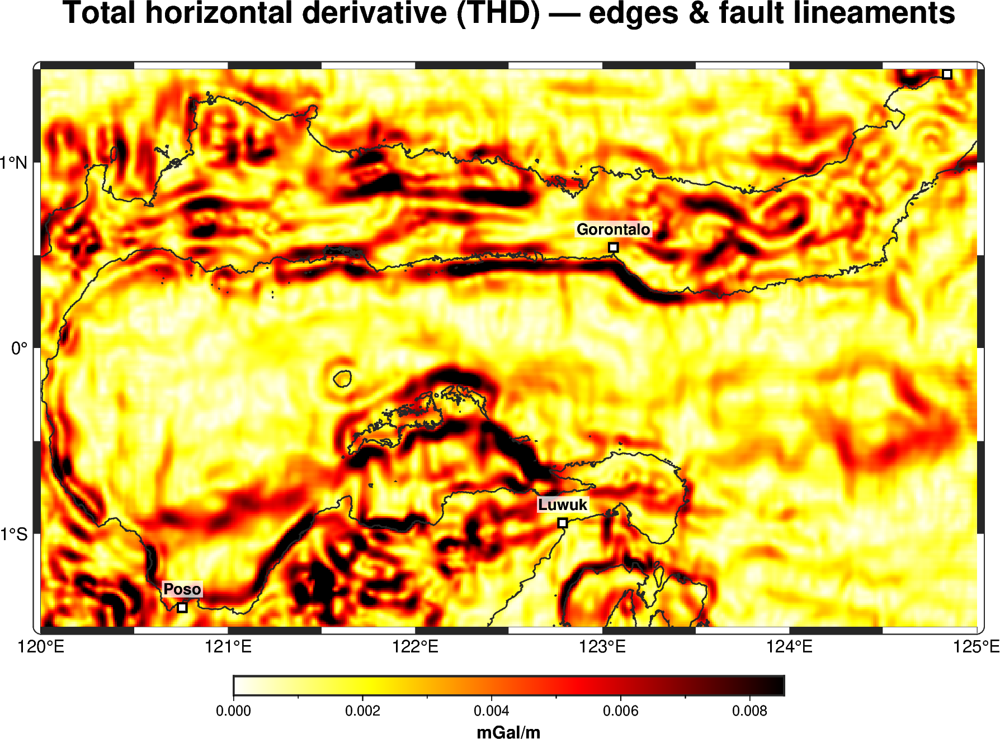 Total horizontal derivative (THD) — edges & fault lineaments
1°N
0°
1°S
Gorontalo
Luwuk
Poso
120°E
121°E
122°E
123°E
124°E
125°E
0.000
0.002
0.004
0.006
0.008
mGal/m